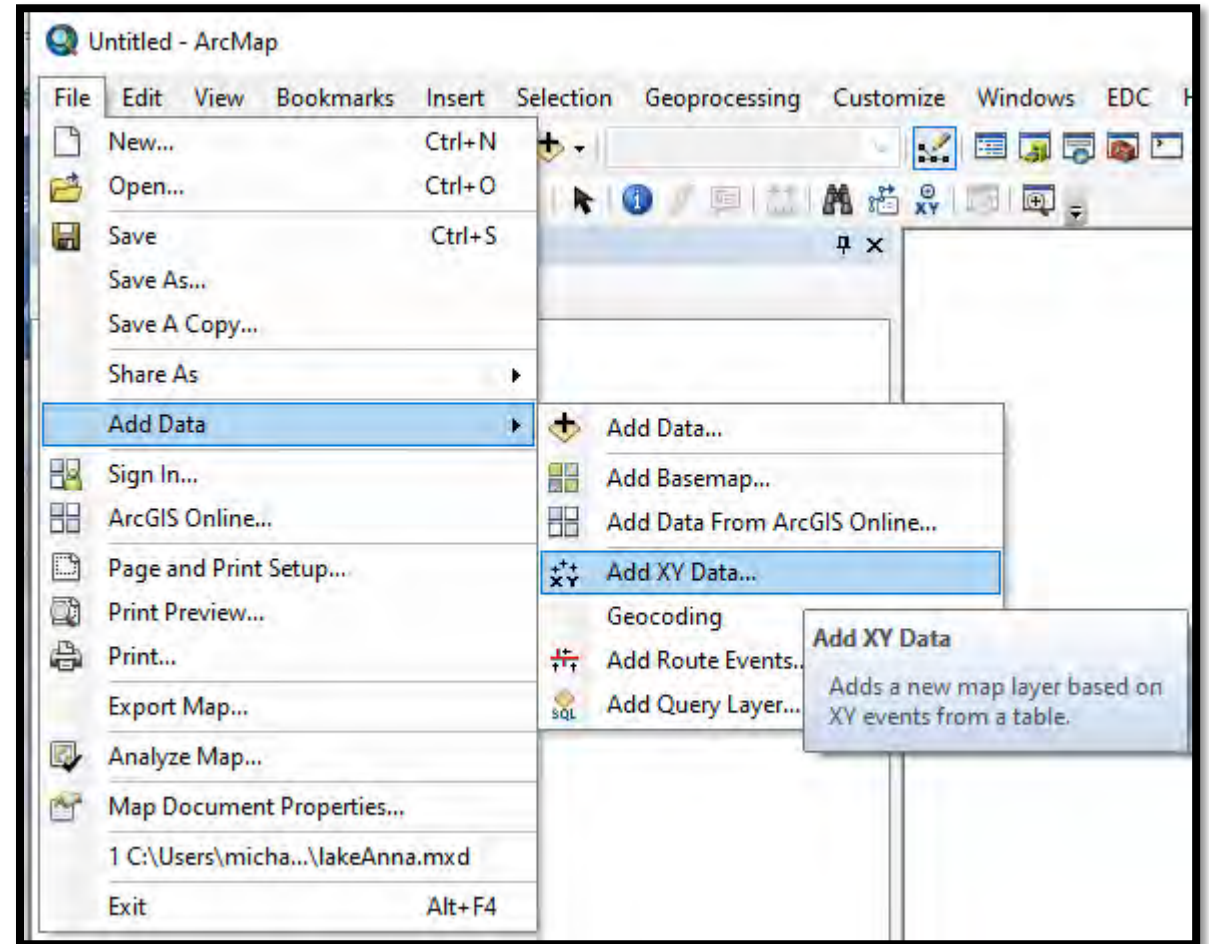 Untitled - ArcMap
File Edit View Bookmarks Insert Selection Geoprocessing Customize Windows EDC H
New... Ctrl+N
Open... Ctrl+O
Save Ctrl+S
Save As...
Save A Copy...
Share As
Add Data
Sign In...
ArcGIS Online...
Page and Print Setup...
Print Preview...
Print...
Export Map...
Analyze Map...
Map Document Properties...
1 C:\Users\micha...\lakeAnna.mxd
Exit Alt+F4
XY
Add Data...
Add Basemap...
Add Data From ArcGIS Online...
XY Add XY Data...
Geocoding
Add Route Events..
SQL Add Query Layer...
Add XY Data
Adds a new map layer based on
XY events from a table.